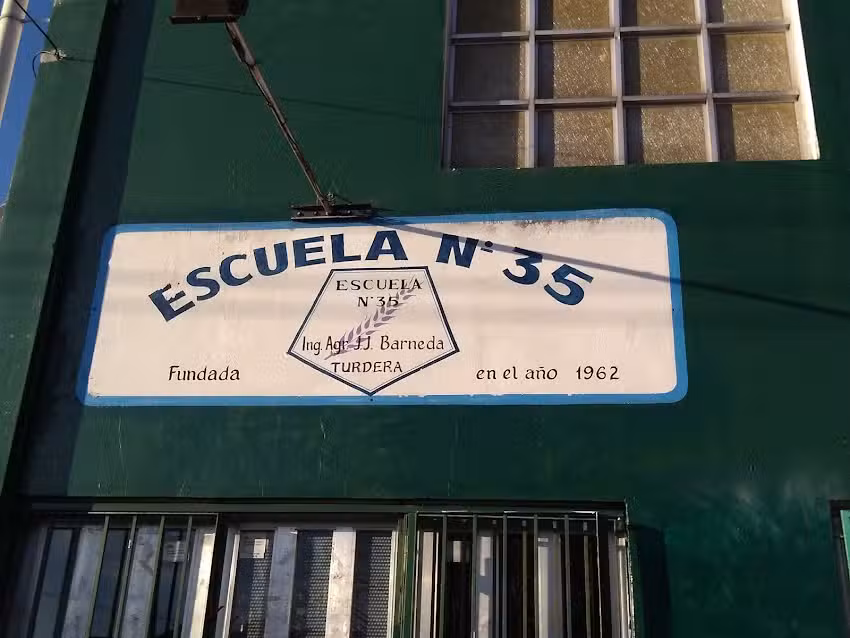 ESCUELA N° 35
ESCUELA
N°35
Ing. Agr. J.J. Barneda
TURDERA
Fundada en el año 1962